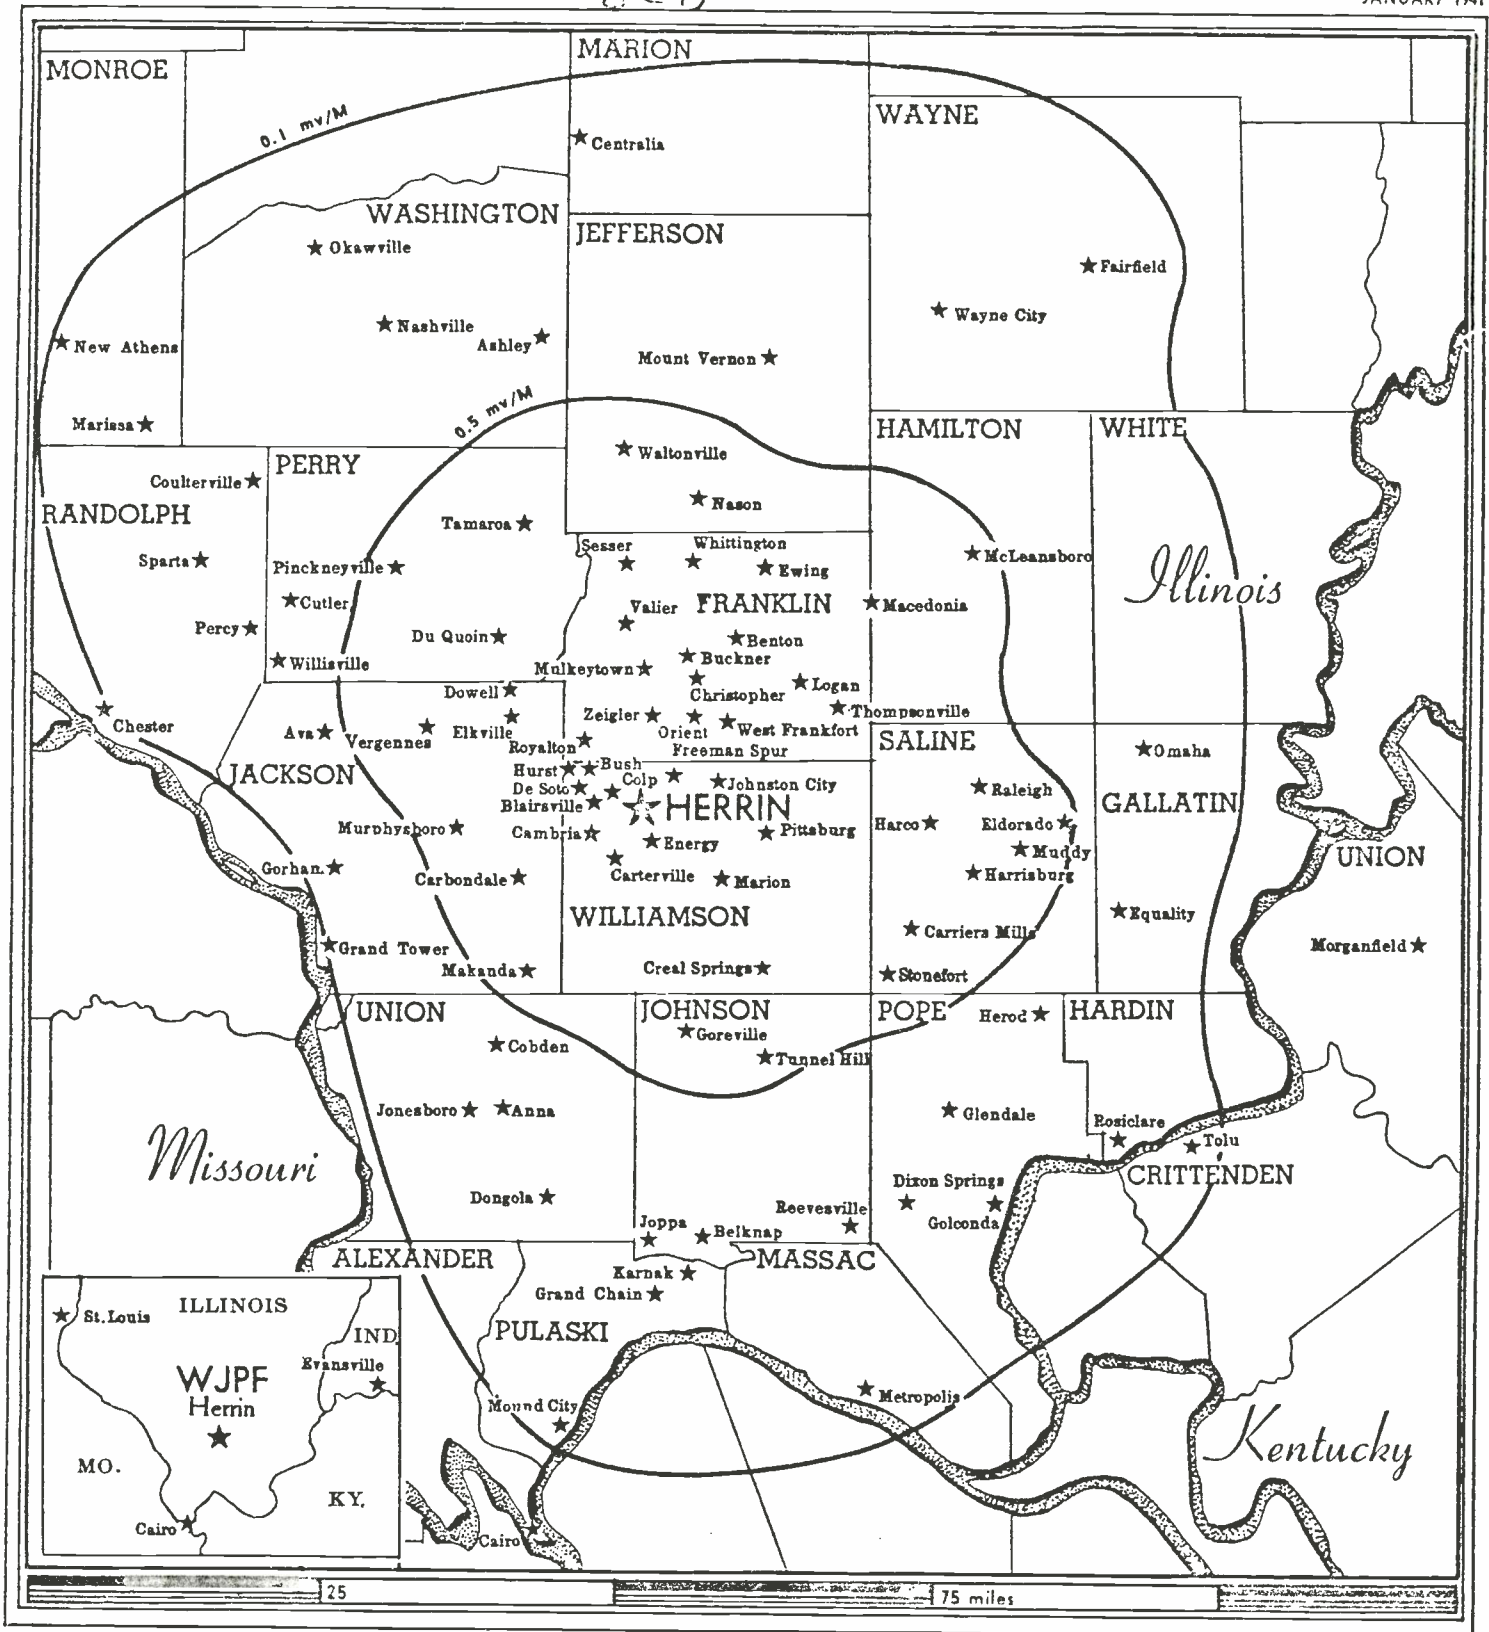 JANUARY 1941
MARION
MONROE
WAYNE
0.1 mv/M
Centralia
WASHINGTON
JEFFERSON
Okawville
Fairfield
Wayne City
Nashville
New Athens
Ashley
Mount Vernon
0.5 mv/M
Marissa
HAMILTON
WHITE
Waltonville
PERRY
Coulterville
Nason
RANDOLPH
Tamaroa
Sesser
Whittington
McLeansboro
Sparta
Pinckneyville
Ewing
Illinois
Cutler
Valier
FRANKLIN
Macedonia
Percy
Du Quoin
Benton
Buckner
Willisville
Mulkeytown
Dowell
Christopher
Logan
Thompsonville
Zeigler
Chester
Ava
Vergennes
Elkville
Orient
West Frankfort
Royalton
Freeman Spur
SALINE
Omaha
JACKSON
Hurst
Bush
Colp
Johnston City
De Soto
Raleigh
Blairsville
HERRIN
GALLATIN
Murphysboro
Cambria
Pittsburg
Harco
Eldorado
Energy
Muddy
UNION
Gorham
Carbondale
Carterville
Marion
Harrisburg
WILLIAMSON
Equality
Carriers Mills
Grand Tower
Morganfield
Makanda
Creal Springs
Stonefort
UNION
JOHNSON
POPE
Herod
HARDIN
Goreville
Cobden
Tunnel Hill
Jonesboro
Anna
Glendale
Rosiclare
Tolu
Missouri
CRITTENDEN
Dixon Springs
Dongola
Reevesville
Golconda
Joppa
Belknap
ALEXANDER
MASSAC
Karnak
Grand Chain
ILLINOIS
St.Louis
PULASKI
IND
Evansville
WJPF
Herrin
Metropolis
Mound City
Kentucky
MO.
KY.
Cairo
Cairo
25
75 miles